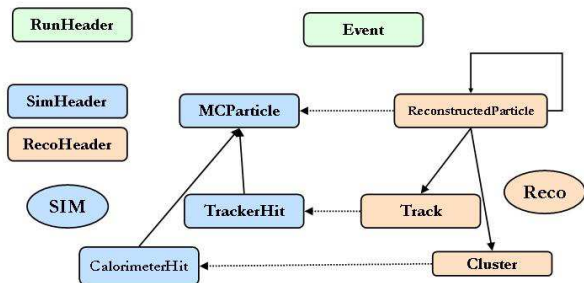 RunHeader
Event
SimHeader
MCParticle
ReconstructedParticle
RecoHeader
SIM
TrackerHit
Track
Reco
CalorimeterHit
Cluster